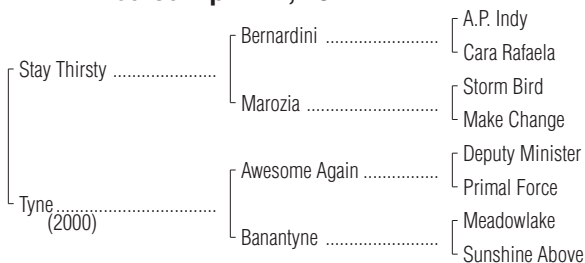 A.P. Indy
Bernardini ........................
Cara Rafaela
Stay Thirsty ......................
Storm Bird
Marozia ............................
Make Change
Deputy Minister
Awesome Again ................
Primal Force
Tyne..................................
(2000)
Meadowlake
Banantyne ........................
Sunshine Above